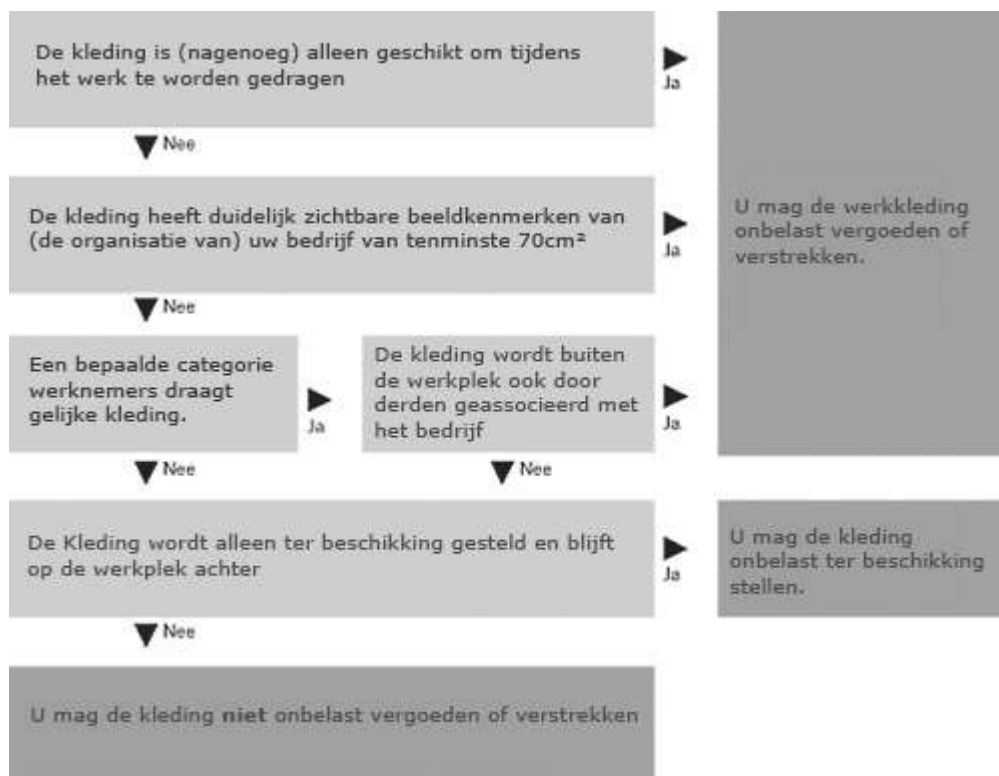 De kleding is (nagenoeg) alleen geschikt om tijdens
het werk te worden gedragen
Ja
Nee
De kleding heeft duidelijk zichtbare beeldkenmerken van
(de organisatie van) uw bedrijf van tenminste 70cm²
Ja
U mag de werkkleding
onbelast vergoeden of
verstrekken.
Nee
Een bepaalde categorie
werknemers draagt
gelijke kleding.
Ja
De kleding wordt buiten
de werkplek ook door
derden geassocieerd met
het bedrijf
Ja
Nee
Nee
De Kleding wordt alleen ter beschikking gesteld en blijft
op de werkplek achter
Ja
U mag de kleding
onbelast ter beschikking
stellen.
Nee
U mag de kleding niet onbelast vergoeden of verstrekken